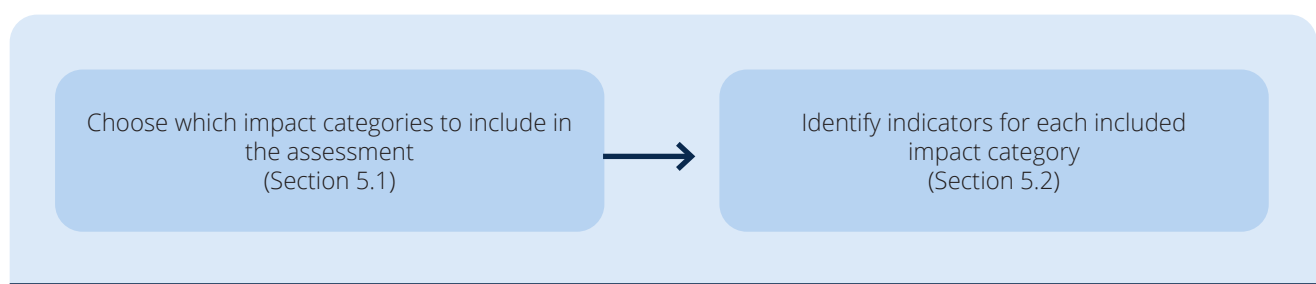 Choose which impact categories to include in
the assessment
(Section 5.1)
Identify indicators for each included
impact category
(Section 5.2)